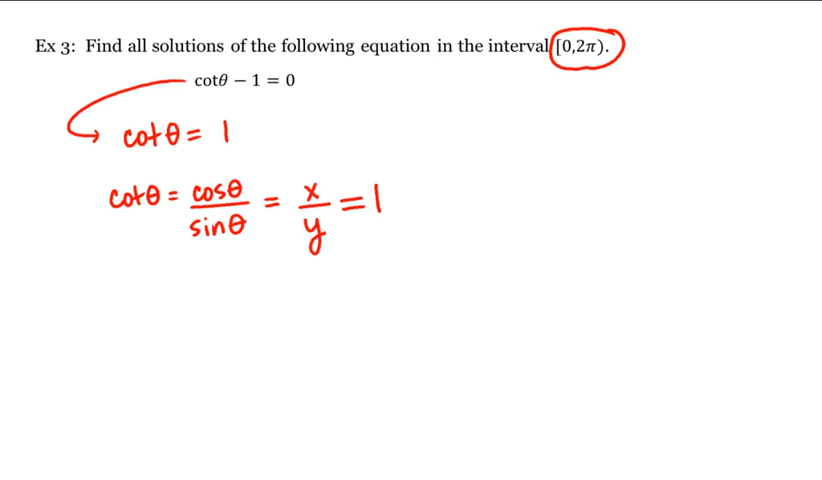 Ex 3: Find all solutions of the following equation in the interval [0,2π).
cotθ − 1 = 0
cotθ = 1
cotθ = cosθ/sinθ = x/y = 1